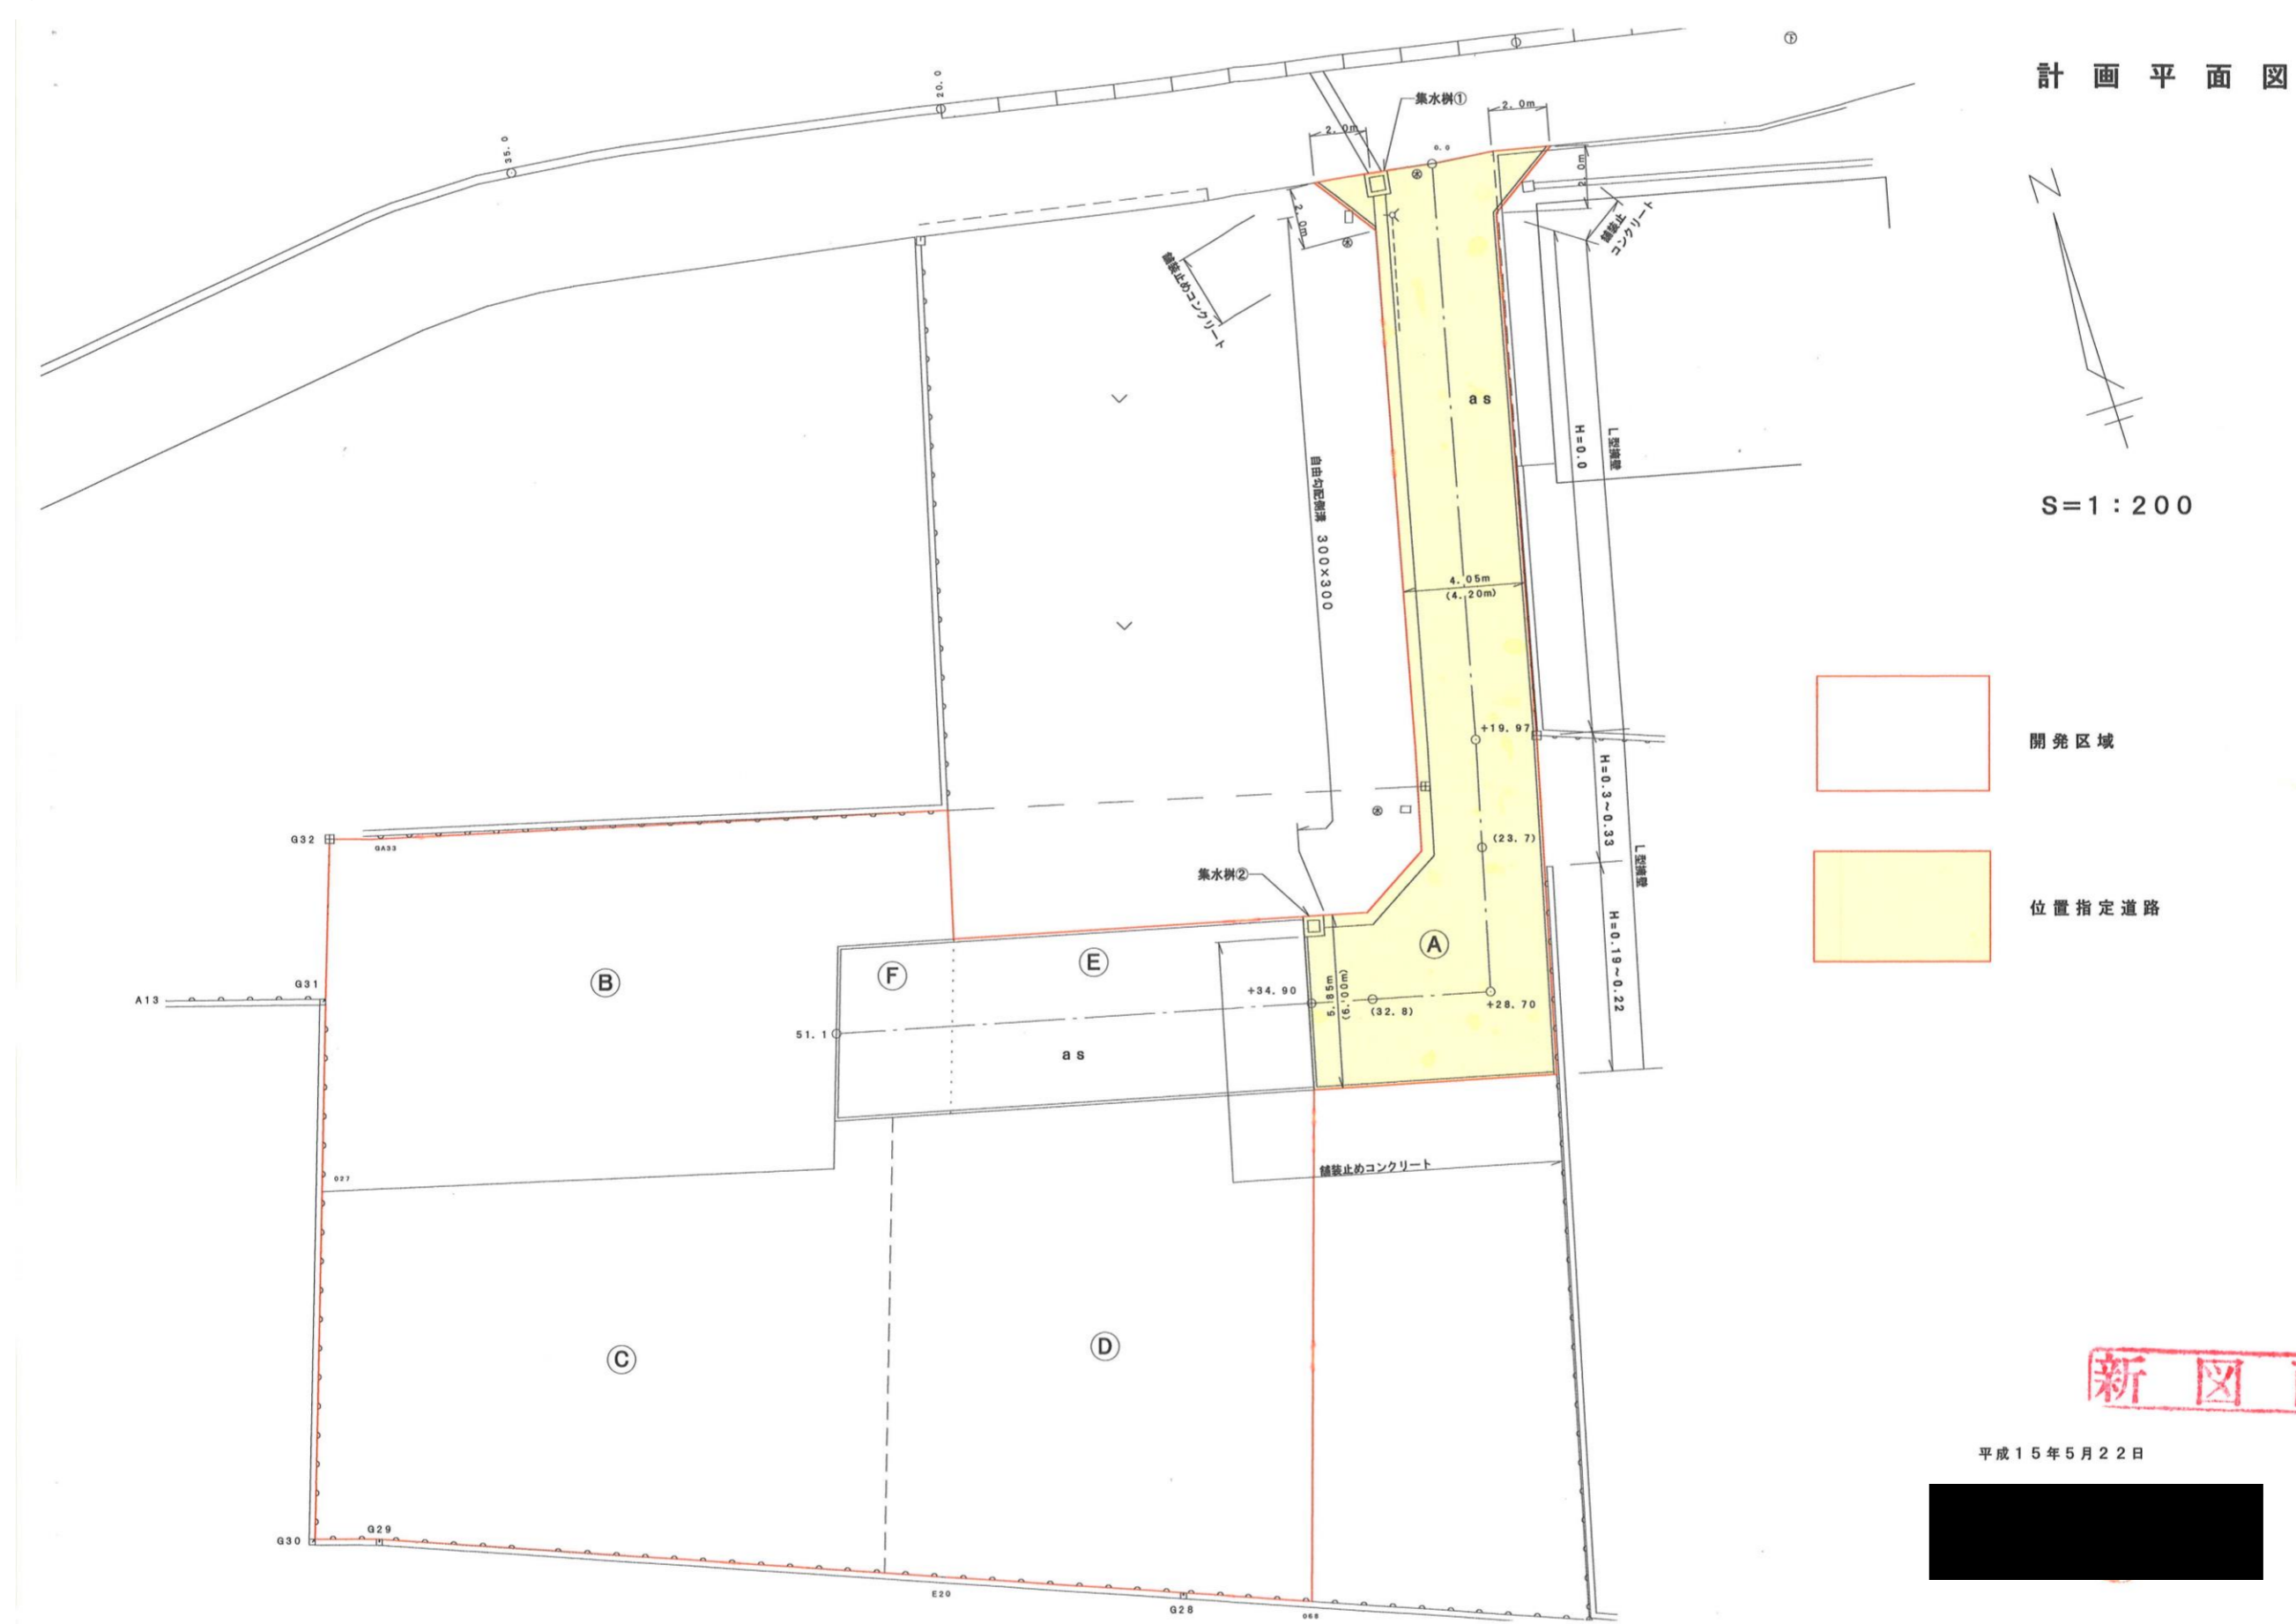 計画平面図
S=1:200
開発区域
位置指定道路
新図
平成15年5月22日
35.0
20.0
集水桝①
2.0m
2.0m
0.0
2.0m
2.0m
舗装止めコンクリート
舗装止
コンクリート
N
as
自由勾配側溝 300×300
H=0.0
L型擁壁
4.05m
(4.20m)
+19.97
H=0.3~0.33
L型擁壁
(23.7)
H=0.19~0.22
G32
GA33
集水桝②
A
B
F
E
G31
A13
+34.90
5.85m
(6.00m)
(32.8)
+28.70
51.1
as
舗装止めコンクリート
027
C
D
G30
G29
E20
G28
068